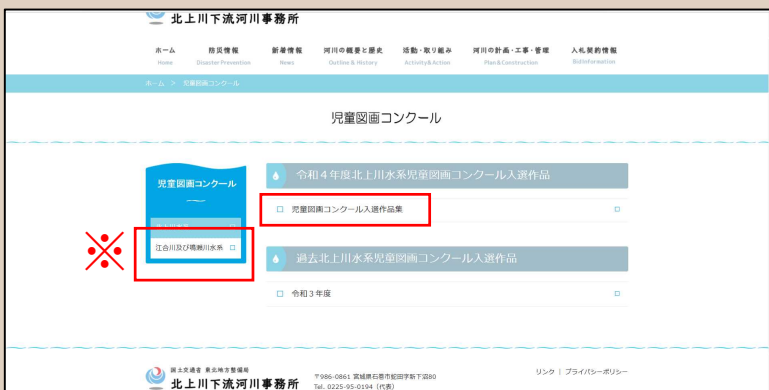 北上川下流河川事務所
ホーム 防災情報 新着情報 河川の概要と歴史 活動・取り組み 河川の計画・工事・管理 入札契約情報
Home Disaster Prevention News Outline & History Activity&Action Plan&Construction BidInformation
ホーム > 児童図画コンクール
児童図画コンクール
児童図画コンクール
江合川及び鳴瀬川水系
※
令和4年度北上川水系児童図画コンクール入選作品
児童図画コンクール入選作品集
過去北上川水系児童図画コンクール入選作品
令和3年度
国土交通省 東北地方整備局
北上川下流河川事務所
〒986-0861 宮城県石巻市蛇田字新下沼80
Tel. 0225-95-0194（代表）
リンク | プライバシーポリシー